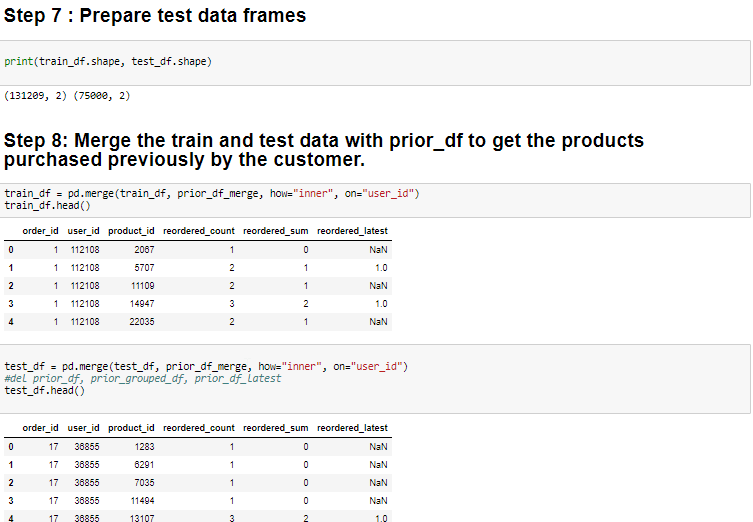 Step 7 : Prepare test data frames
print(train_df.shape, test_df.shape)
(131209, 2) (75000, 2)
Step 8: Merge the train and test data with prior_df to get the products
purchased previously by the customer.
train_df = pd.merge(train_df, prior_df_merge, how="inner", on="user_id")
train_df.head()
order_id user_id product_id reordered_count reordered_sum reordered_latest
0 1 112108 2067 1 0 NaN
1 1 112108 5707 2 1 1.0
2 1 112108 11109 2 1 NaN
3 1 112108 14947 3 2 1.0
4 1 112108 22035 2 1 NaN
test_df = pd.merge(test_df, prior_df_merge, how="inner", on="user_id")
#del prior_df, prior_grouped_df, prior_df_latest
test_df.head()
order_id user_id product_id reordered_count reordered_sum reordered_latest
0 17 36855 1283 1 0 NaN
1 17 36855 6291 1 0 NaN
2 17 36855 7035 1 0 NaN
3 17 36855 11494 1 0 NaN
4 17 36855 13107 3 2 1.0